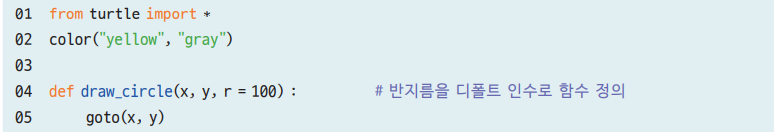 01 from turtle import *
02 color("yellow", "gray")
03
04 def draw_circle(x, y, r = 100) : # 반지름을 디폴트 인수로 함수 정의
05 goto(x, y)